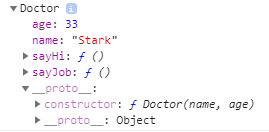 ▼ Doctor i
age: 33
name: "Stark"
▶ sayHi: ƒ ()
▶ sayJob: ƒ ()
▼ __proto__:
▶ constructor: ƒ Doctor(name, age)
▶ __proto__: Object